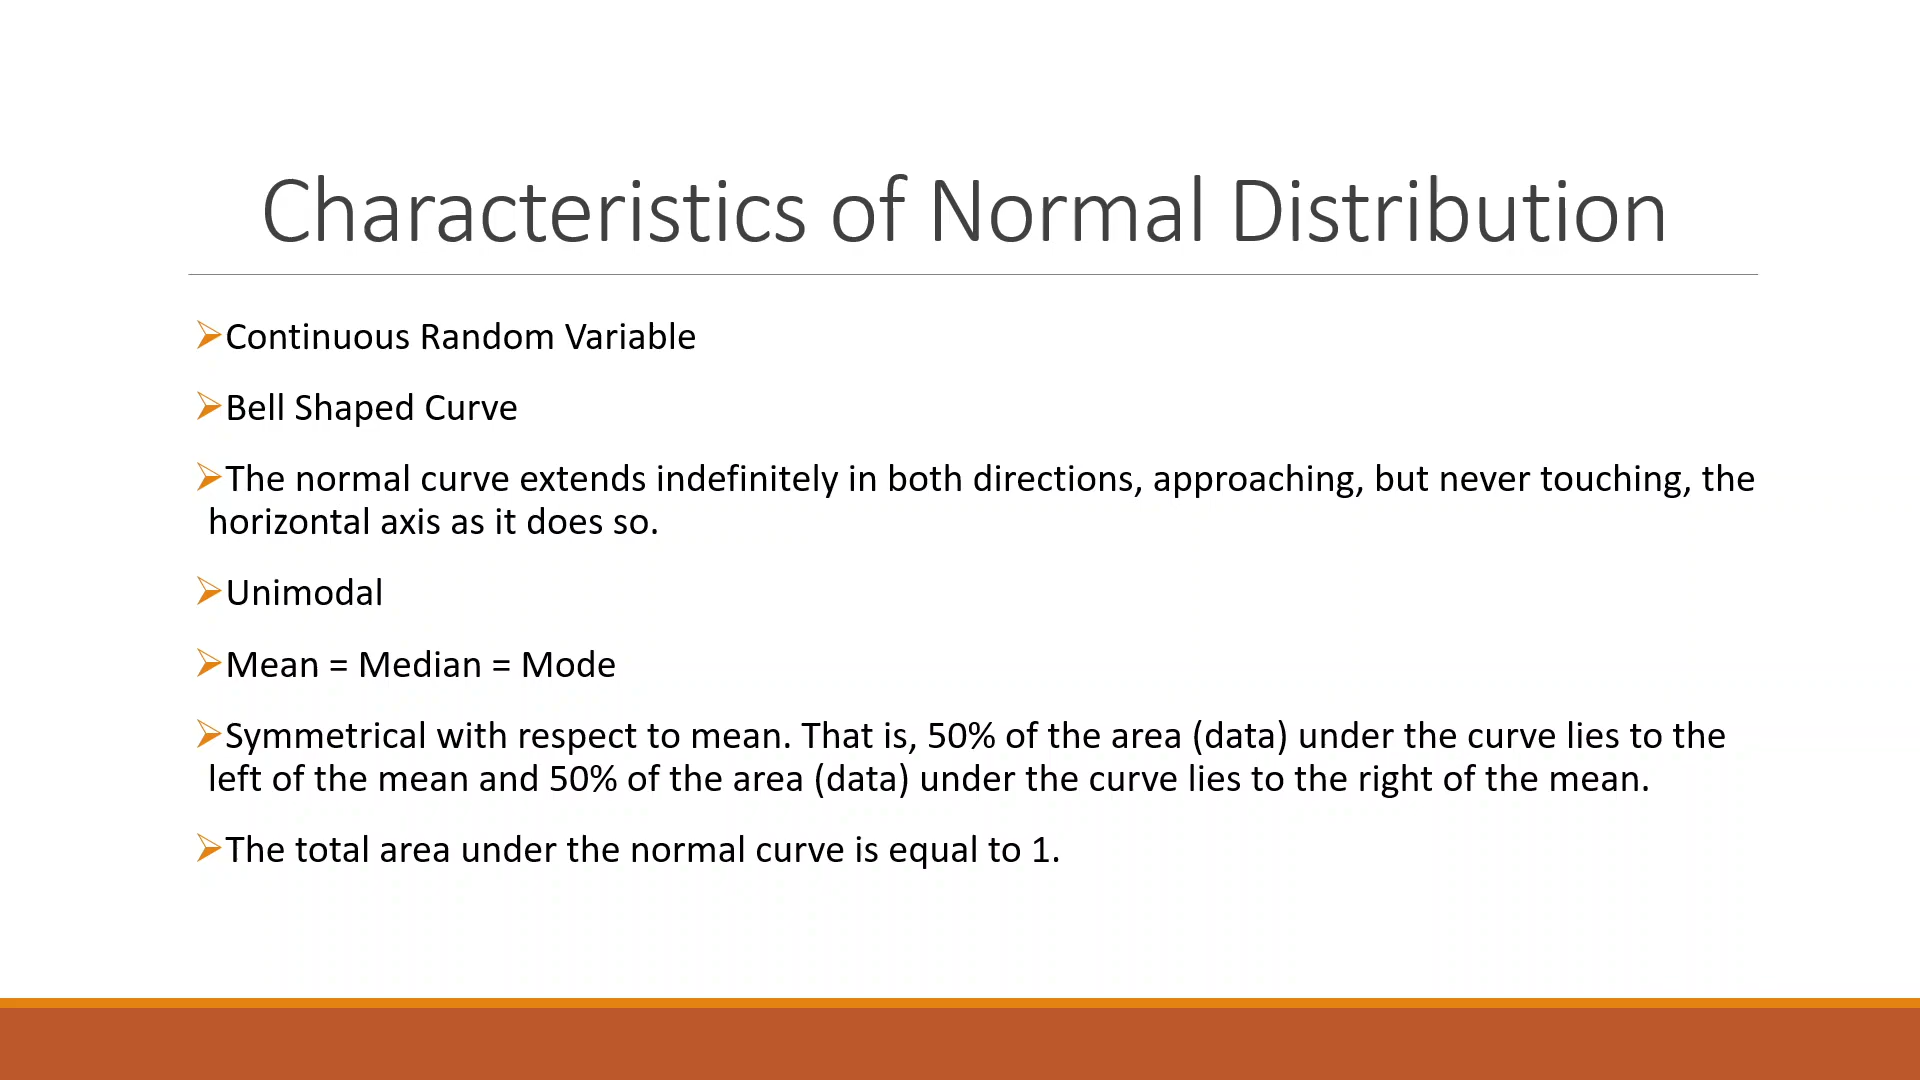 Characteristics of Normal Distribution
➢Continuous Random Variable
➢Bell Shaped Curve
➢The normal curve extends indefinitely in both directions, approaching, but never touching, the
horizontal axis as it does so.
➢Unimodal
➢Mean = Median = Mode
➢Symmetrical with respect to mean. That is, 50% of the area (data) under the curve lies to the
left of the mean and 50% of the area (data) under the curve lies to the right of the mean.
➢The total area under the normal curve is equal to 1.